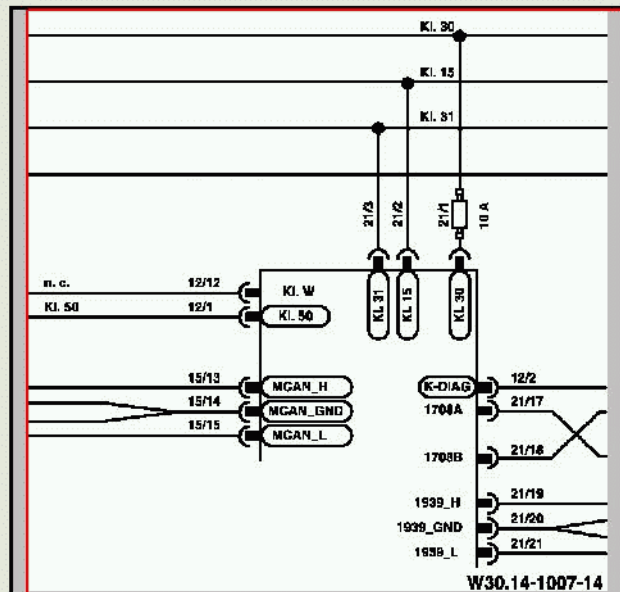 Kl. 30
Kl. 15
Kl. 31
21/3
21/2
21/1
10 A
n. c.
12/12
Kl. W
KL 31
KL 15
KL 30
Kl. 50
12/1
Kl. 50
15/13
MCAN_H
K-DIAG
12/2
15/14
MCAN_GND
1708A
21/17
15/15
MCAN_L
1708B
21/18
1939_H
21/19
1939_GND
21/20
1939_L
21/21
W30.14-1007-14